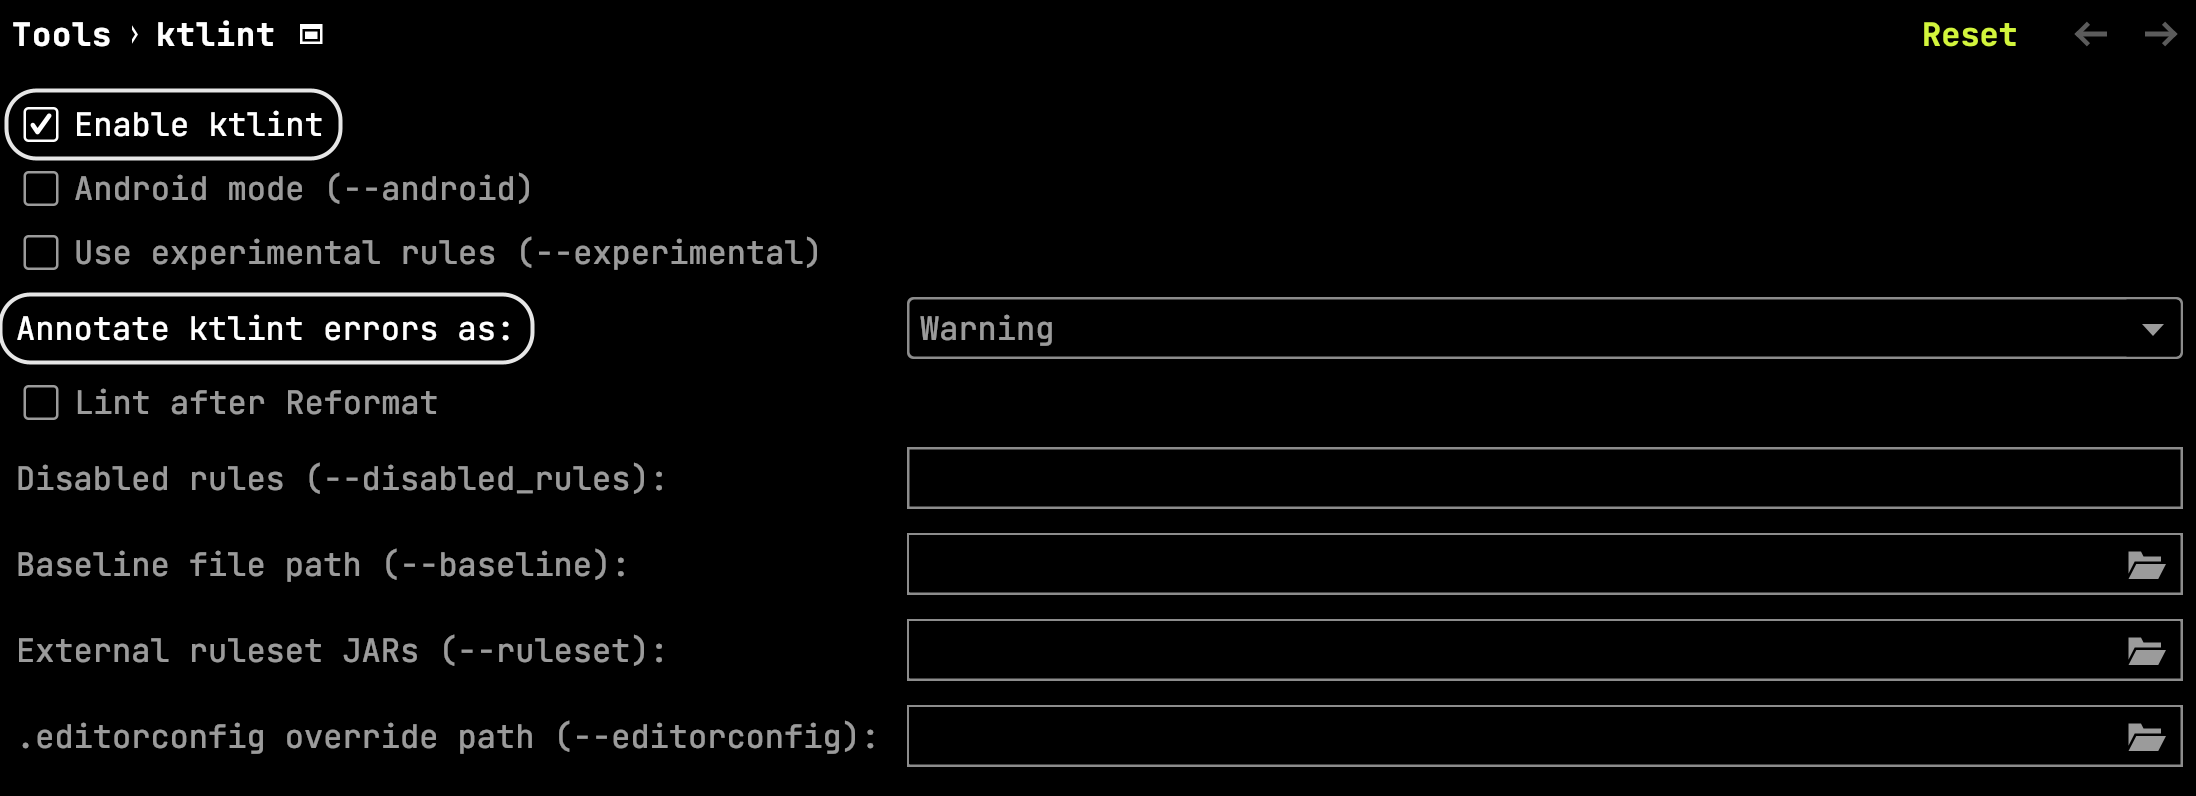 Tools › ktlint
Reset
Enable ktlint
Android mode (--android)
Use experimental rules (--experimental)
Annotate ktlint errors as: Warning
Lint after Reformat
Disabled rules (--disabled_rules):
Baseline file path (--baseline):
External ruleset JARs (--ruleset):
.editorconfig override path (--editorconfig):